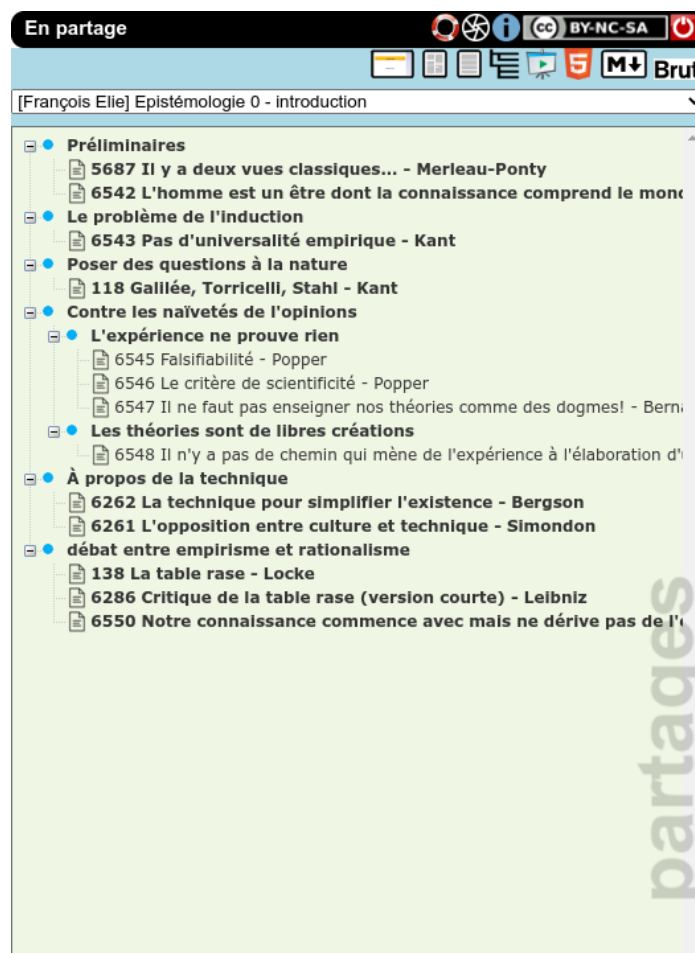 En partage
BY-NC-SA
M
Brut
[François Elie] Epistémologie 0 - introduction
Préliminaires
5687 Il y a deux vues classiques... - Merleau-Ponty
6542 L'homme est un être dont la connaissance comprend le
Le problème de l'induction
6543 Pas d'universalité empirique - Kant
Poser des questions à la nature
118 Galilée, Torricelli, Stahl - Kant
Contre les naïvetés de l'opinions
L'expérience ne prouve rien
6545 Falsifiabilité - Popper
6546 Le critère de scientificité - Popper
6547 Il ne faut pas enseigner nos théories comme des dogmes! -
Les théories sont de libres créations
6548 Il n'y a pas de chemin qui mène de l'expérience à l'élaboration
À propos de la technique
6262 La technique pour simplifier l'existence - Bergson
6261 L'opposition entre culture et technique - Simondon
débat entre empirisme et rationalisme
138 La table rase - Locke
6286 Critique de la table rase (version courte) - Leibniz
6550 Notre connaissance commence avec mais ne dérive pas de
partages